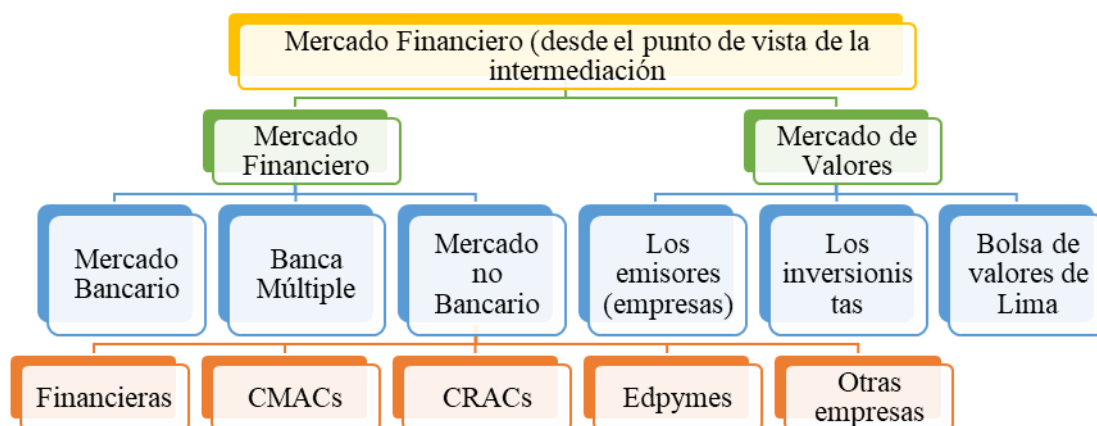 Mercado Financiero (desde el punto de vista de la
intermediación
Mercado
Financiero
Mercado de
Valores
Mercado
Bancario
Banca
Múltiple
Mercado
no
Bancario
Los
emisores
(empresas)
Los
inversionis
tas
Bolsa de
valores de
Lima
Financieras
CMACs
CRACs
Edpymes
Otras
empresas